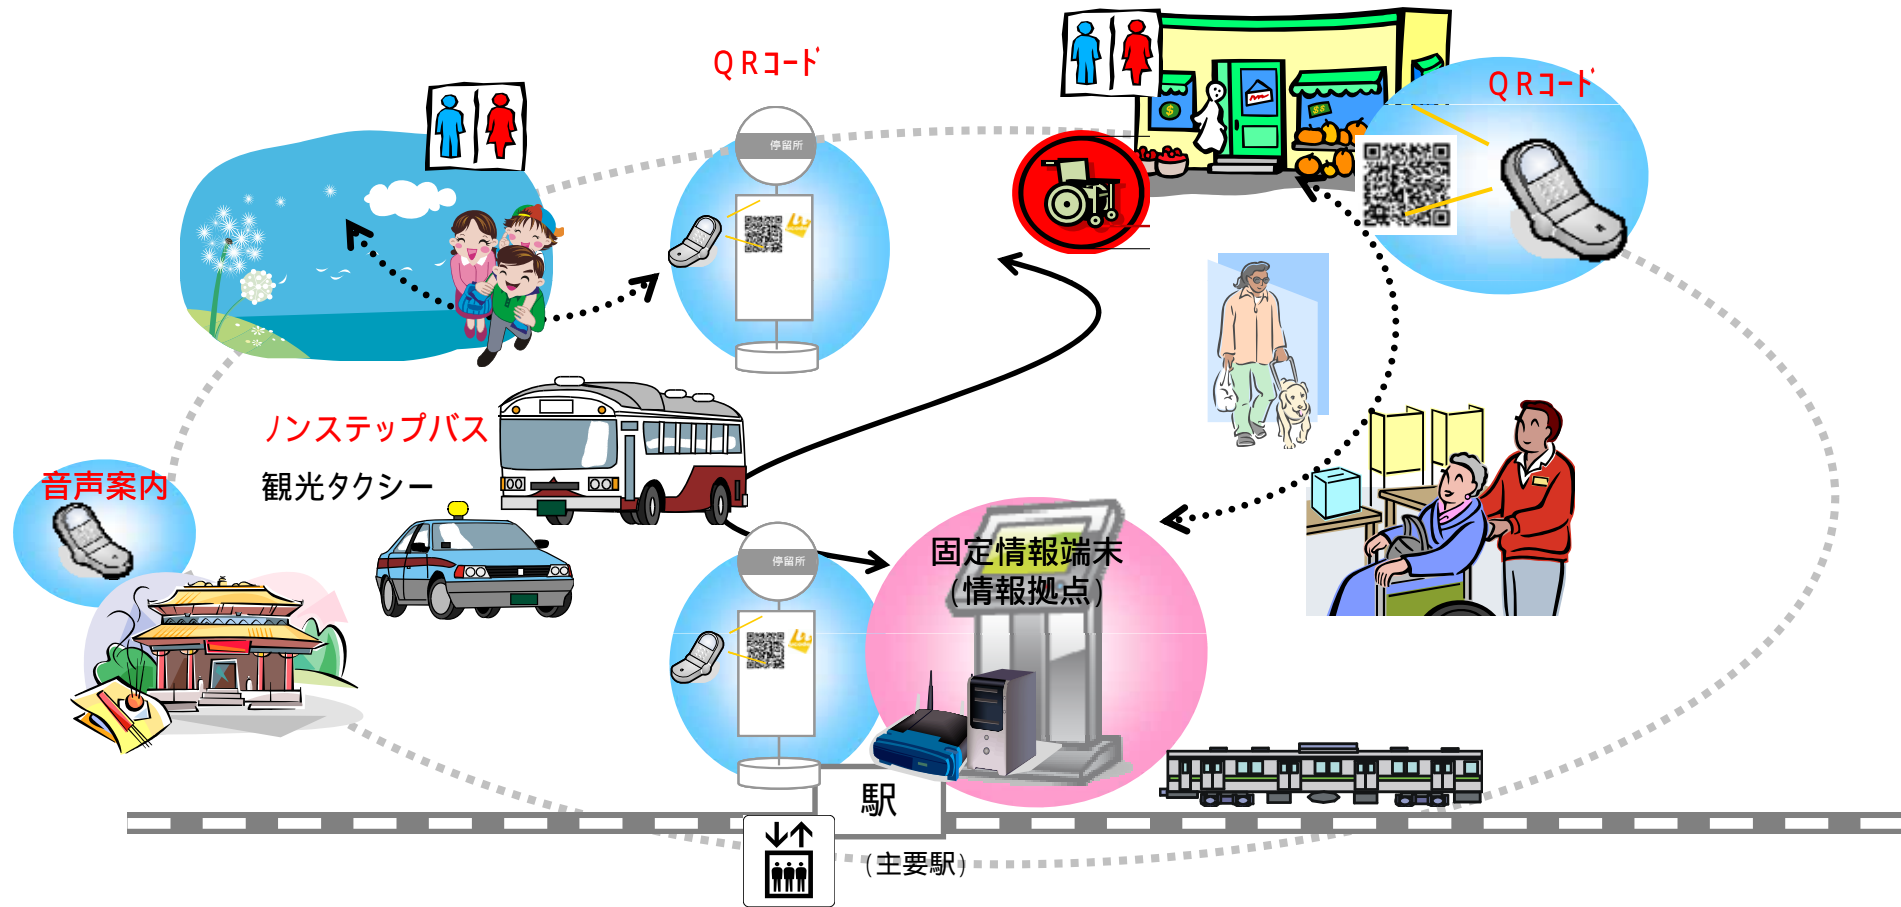 QRコード
QRコード
停留所
ノンステップバス
観光タクシー
音声案内
停留所
固定情報端末
(情報拠点)
駅
(主要駅)